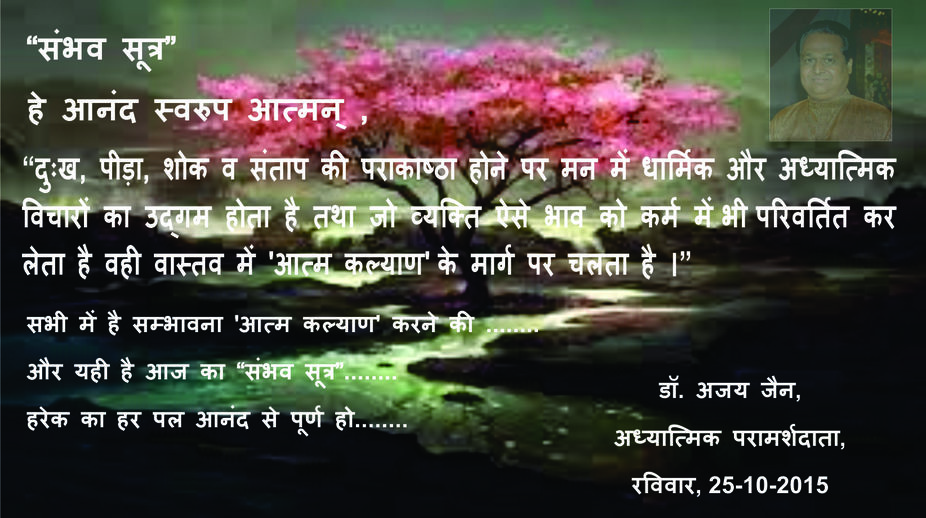 “संभव सूत्र”
हे आनंद स्वरुप आत्मन् ,
“दुःख, पीड़ा, शोक व संताप की पराकाष्ठा होने पर मन में धार्मिक और अध्यात्मिक
विचारों का उद्गम होता है तथा जो व्यक्ति ऐसे भाव को कर्म में भी परिवर्तित कर
लेता है वही वास्तव में 'आत्म कल्याण' के मार्ग पर चलता है ।”
सभी में है सम्भावना 'आत्म कल्याण' करने की ........
और यही है आज का “संभव सूत्र”........
हरेक का हर पल आनंद से पूर्ण हो........
डॉ. अजय जैन,
अध्यात्मिक परामर्शदाता,
रविवार, 25-10-2015